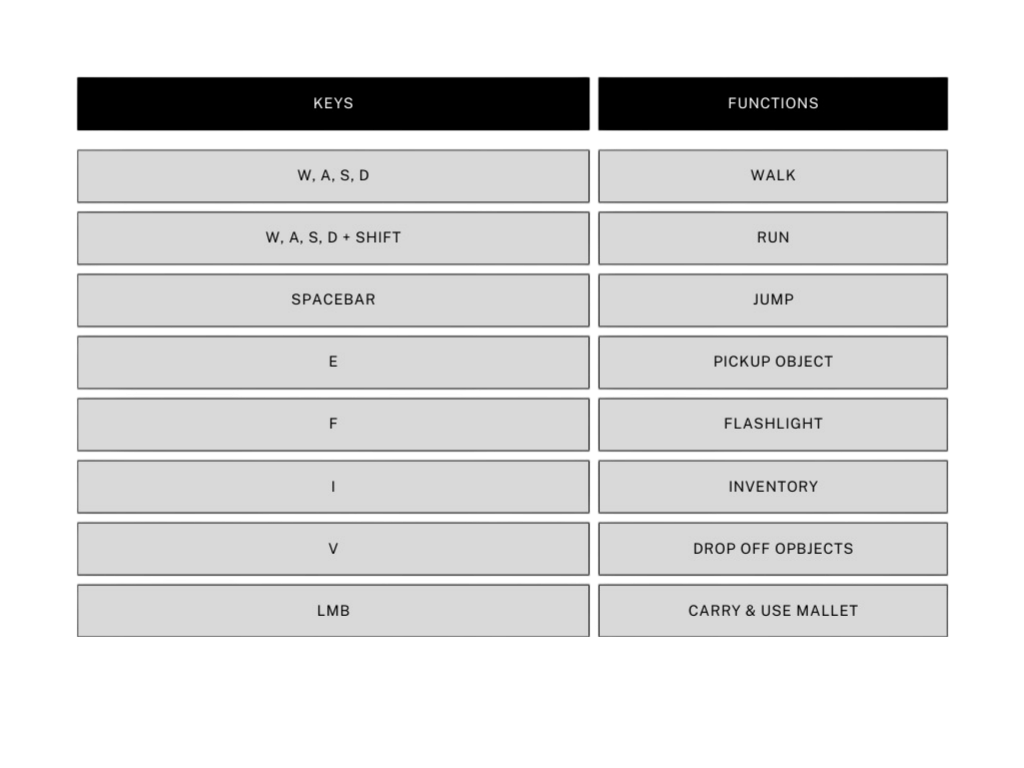 KEYS FUNCTIONS
W, A, S, D WALK
W, A, S, D + SHIFT RUN
SPACEBAR JUMP
E PICKUP OBJECT
F FLASHLIGHT
I INVENTORY
V DROP OFF OPBJECTS
LMB CARRY & USE MALLET